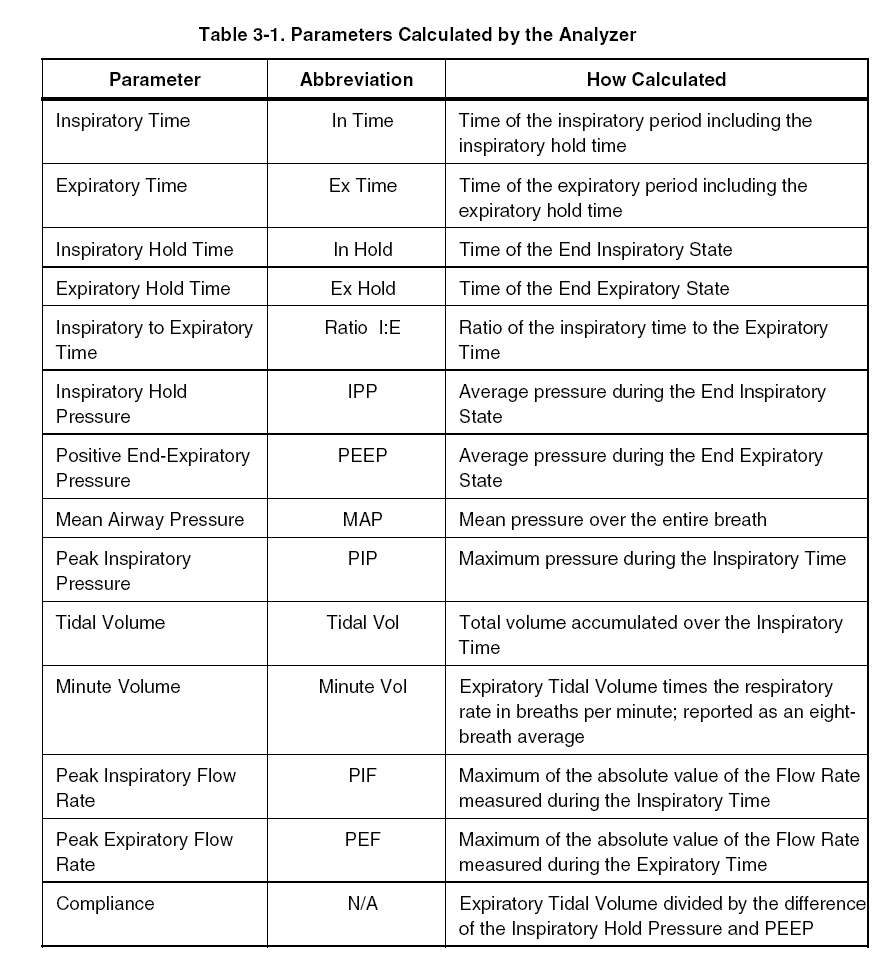 Table 3-1. Parameters Calculated by the Analyzer
Parameter Abbreviation How Calculated
Inspiratory Time In Time Time of the inspiratory period including the
inspiratory hold time
Expiratory Time Ex Time Time of the expiratory period including the
expiratory hold time
Inspiratory Hold Time In Hold Time of the End Inspiratory State
Expiratory Hold Time Ex Hold Time of the End Expiratory State
Inspiratory to Expiratory Ratio I:E Ratio of the inspiratory time to the Expiratory
Time Time
Inspiratory Hold IPP Average pressure during the End Inspiratory
Pressure State
Positive End-Expiratory PEEP Average pressure during the End Expiratory
Pressure State
Mean Airway Pressure MAP Mean pressure over the entire breath
Peak Inspiratory PIP Maximum pressure during the Inspiratory Time
Pressure
Tidal Volume Tidal Vol Total volume accumulated over the Inspiratory
Time
Minute Volume Minute Vol Expiratory Tidal Volume times the respiratory
rate in breaths per minute; reported as an eight-
breath average
Peak Inspiratory Flow PIF Maximum of the absolute value of the Flow Rate
Rate measured during the Inspiratory Time
Peak Expiratory Flow PEF Maximum of the absolute value of the Flow Rate
Rate measured during the Expiratory Time
Compliance N/A Expiratory Tidal Volume divided by the difference
of the Inspiratory Hold Pressure and PEEP